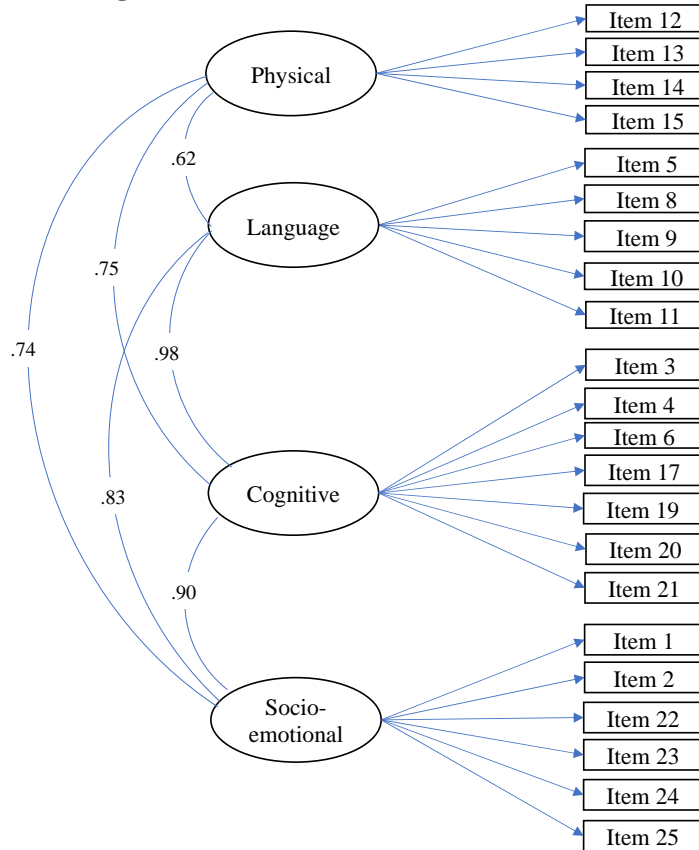 Item 12
Item 13
Item 14
Item 15
Physical
.62
Item 5
Item 8
Item 9
Item 10
Item 11
Language
.75
.98
.74
Item 3
Item 4
Item 6
Item 17
Item 19
Item 20
Item 21
Cognitive
.83
.90
Item 1
Item 2
Item 22
Item 23
Item 24
Item 25
Socio-
emotional